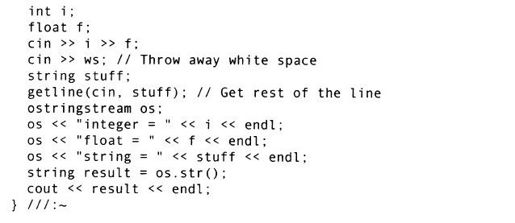 int i;
float f;
cin >> i >> f;
cin >> ws; // Throw away white space
string stuff;
getline(cin, stuff); // Get rest of the line
ostringstream os;
os << "integer = " << i << endl;
os << "float = " << f << endl;
os << "string = " << stuff << endl;
string result = os.str();
cout << result << endl;
} ///:~